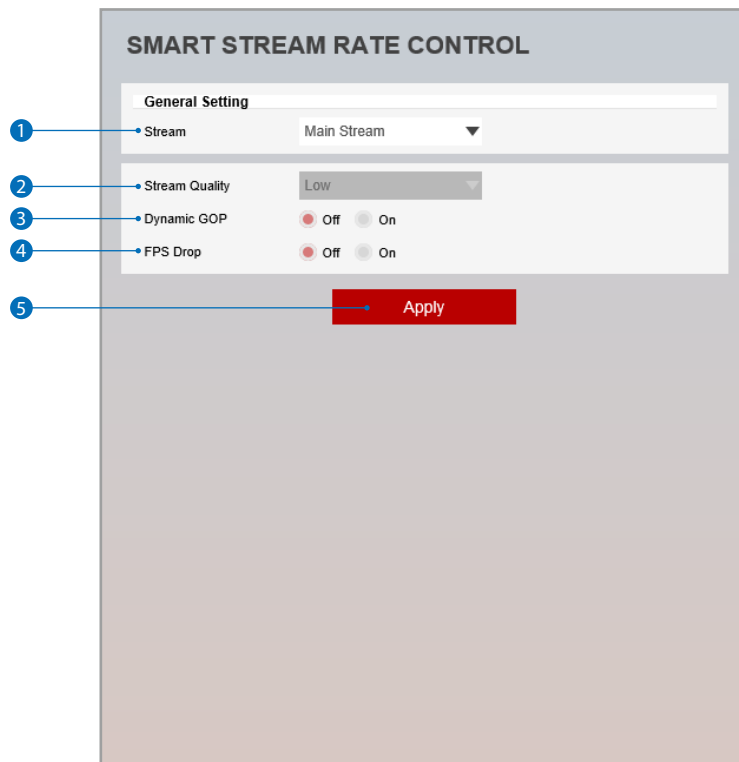 SMART STREAM RATE CONTROL
General Setting
1 Stream Main Stream
2 Stream Quality Low
3 Dynamic GOP Off On
4 FPS Drop Off On
5 Apply